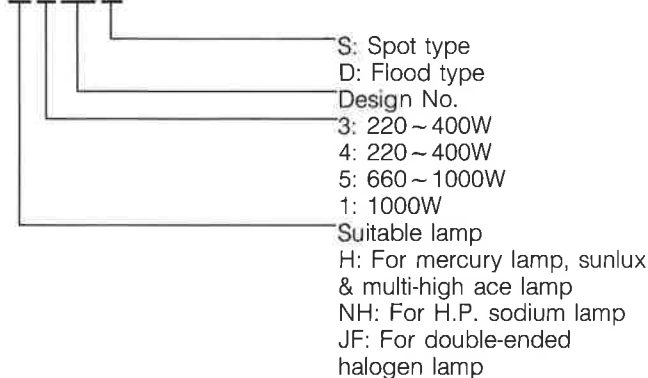 S: Spot type
D: Flood type
Design No.
3: 220~400W
4: 220~400W
5: 660~1000W
1: 1000W
Suitable lamp
H: For mercury lamp, sunlux
& multi-high ace lamp
NH: For H.P. sodium lamp
JF: For double-ended
halogen lamp